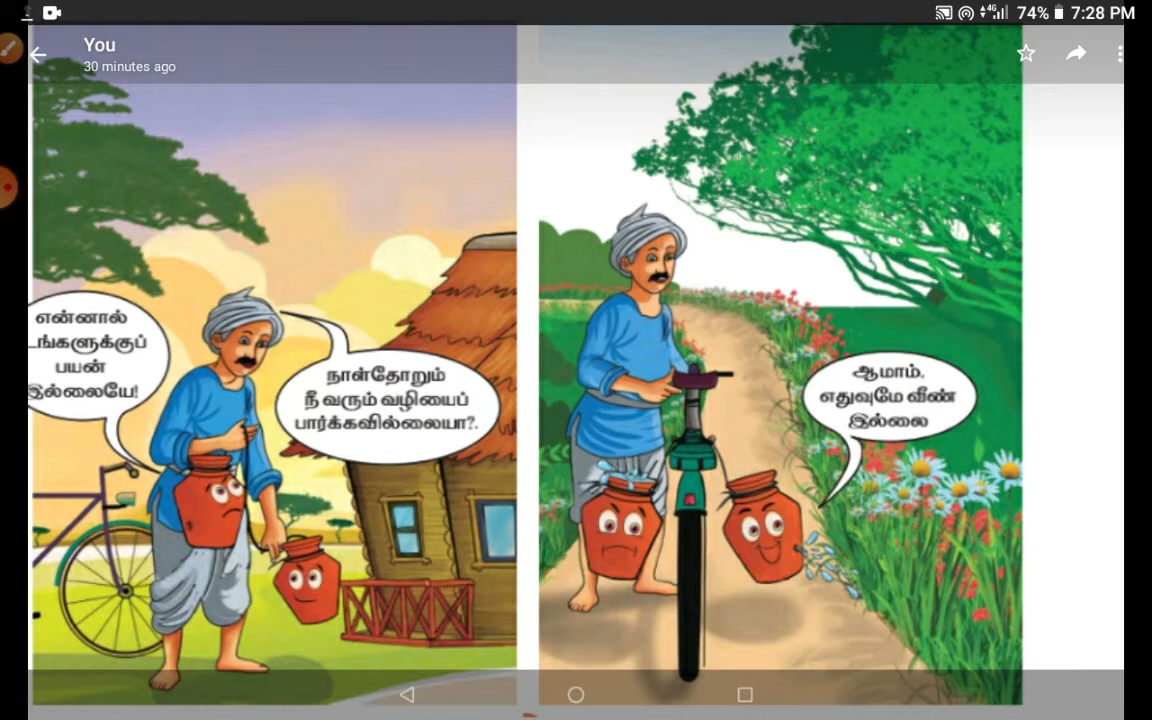 74% 7:28 PM
You
30 minutes ago
என்னால்
ங்களுக்குப்
பயன்
இல்லையே!
நாள்தோறும்
நீ வரும் வழியைப்
பார்க்கவில்லையா?.
ஆமாம்,
எதுவுமே வீண்
இல்லை